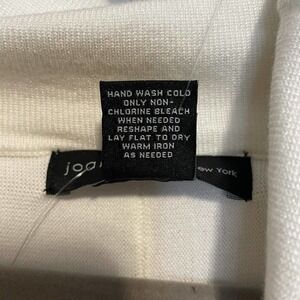 HAND WASH COLD
ONLY NON-
CHLORINE BLEACH
WHEN NEEDED
RESHAPE AND
LAY FLAT TO DRY
WARM IRON
AS NEEDED
York